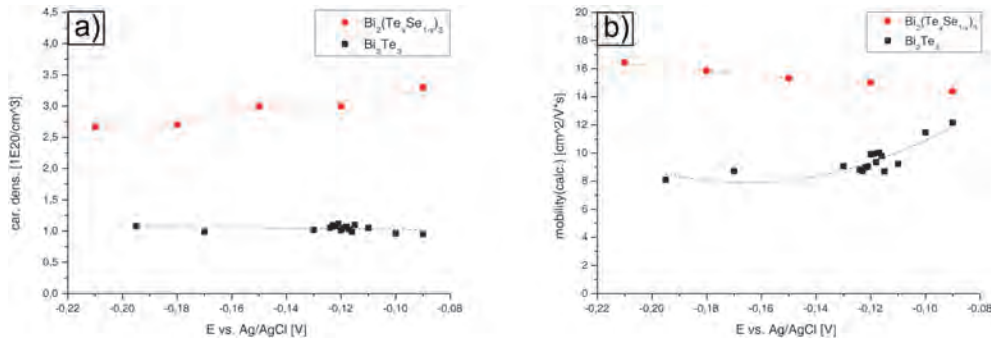 a)
Bi₂(TeₓSe₁₋ₓ)₃
Bi₂Te₃
4,5
4,0
3,5
3,0
2,5
2,0
1,5
1,0
0,5
0,0
car. dens. [1E20/cm^3]
-0,22 -0,20 -0,18 -0,16 -0,14 -0,12 -0,10 -0,08
E vs. Ag/AgCl [V]
b)
Bi₂(TeₓSe₁₋ₓ)₃
Bi₂Te₃
20
18
16
14
12
10
8
6
4
2
0
mobility(calc.) [cm^2/V*s]
-0,22 -0,20 -0,18 -0,16 -0,14 -0,12 -0,10 -0,08
E vs. Ag/AgCl [V]